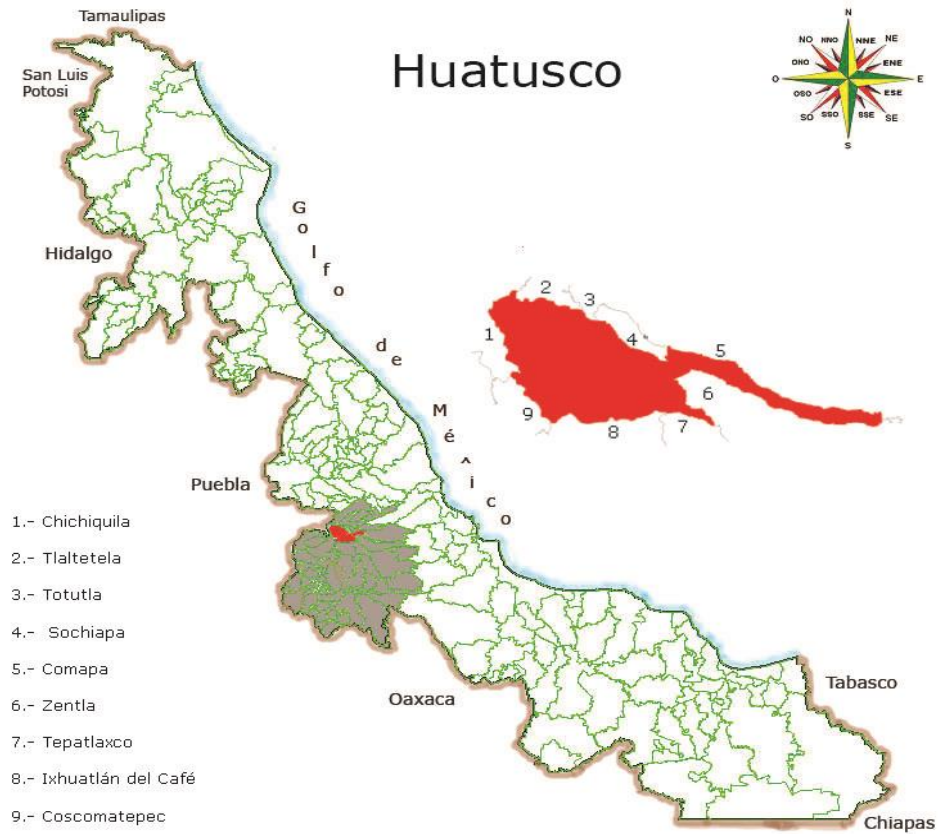 Huatusco
Tamaulipas
San Luis
Potosi
Hidalgo
Puebla
Oaxaca
Tabasco
Chiapas
Golfo de México
N
NNO
NNE
NO
NE
ONO
ENE
O
E
OSO
ESE
SO
SSO
SSE
SE
S
1
2
3
4
5
6
7
8
9
1.- Chichiquila
2.- Tlaltetela
3.- Totutla
4.- Sochiapa
5.- Comapa
6.- Zentla
7.- Tepatlaxco
8.- Ixhuatlán del Café
9.- Coscomatepec